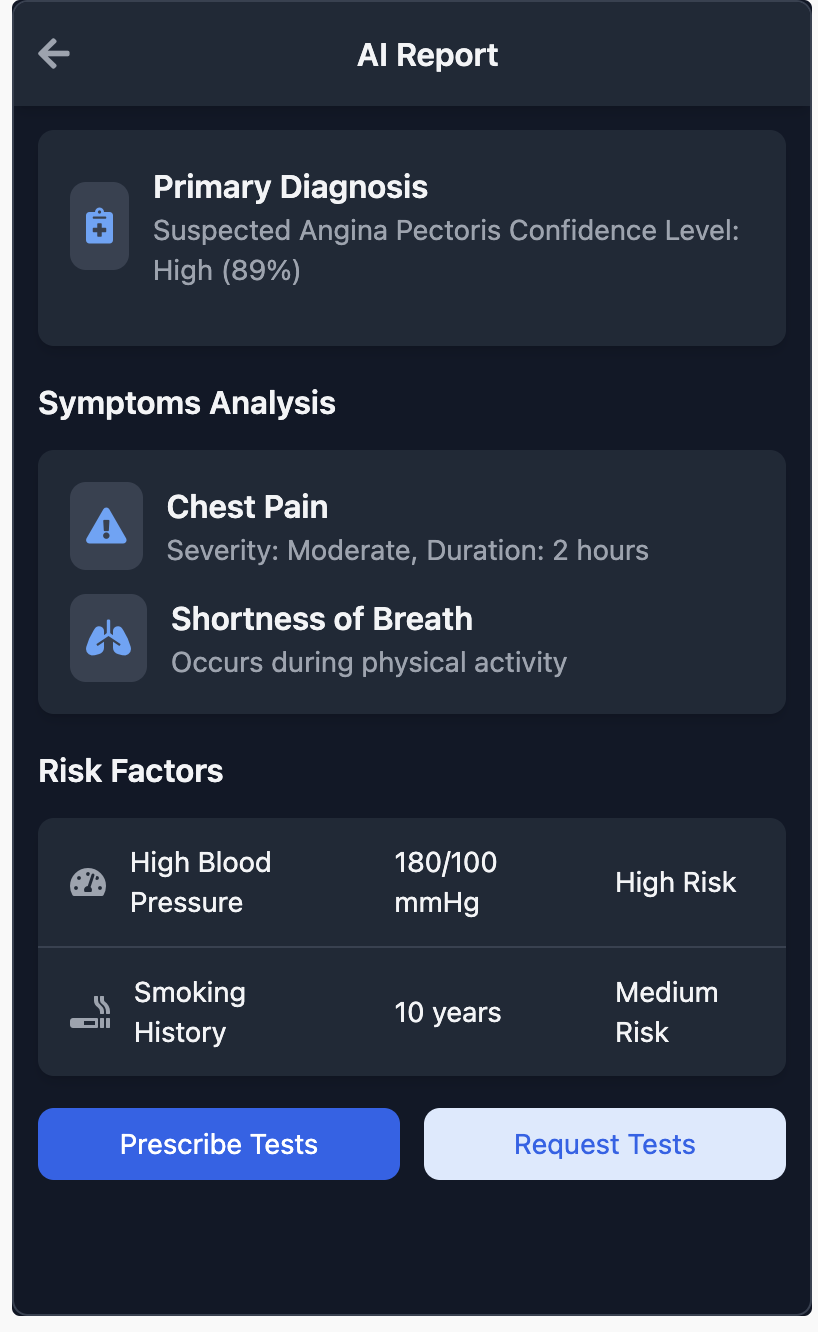 AI Report
Primary Diagnosis
Suspected Angina Pectoris Confidence Level:
High (89%)
Symptoms Analysis
Chest Pain
Severity: Moderate, Duration: 2 hours
Shortness of Breath
Occurs during physical activity
Risk Factors
High Blood
Pressure
180/100
mmHg
High Risk
Smoking
History
10 years
Medium
Risk
Prescribe Tests
Request Tests